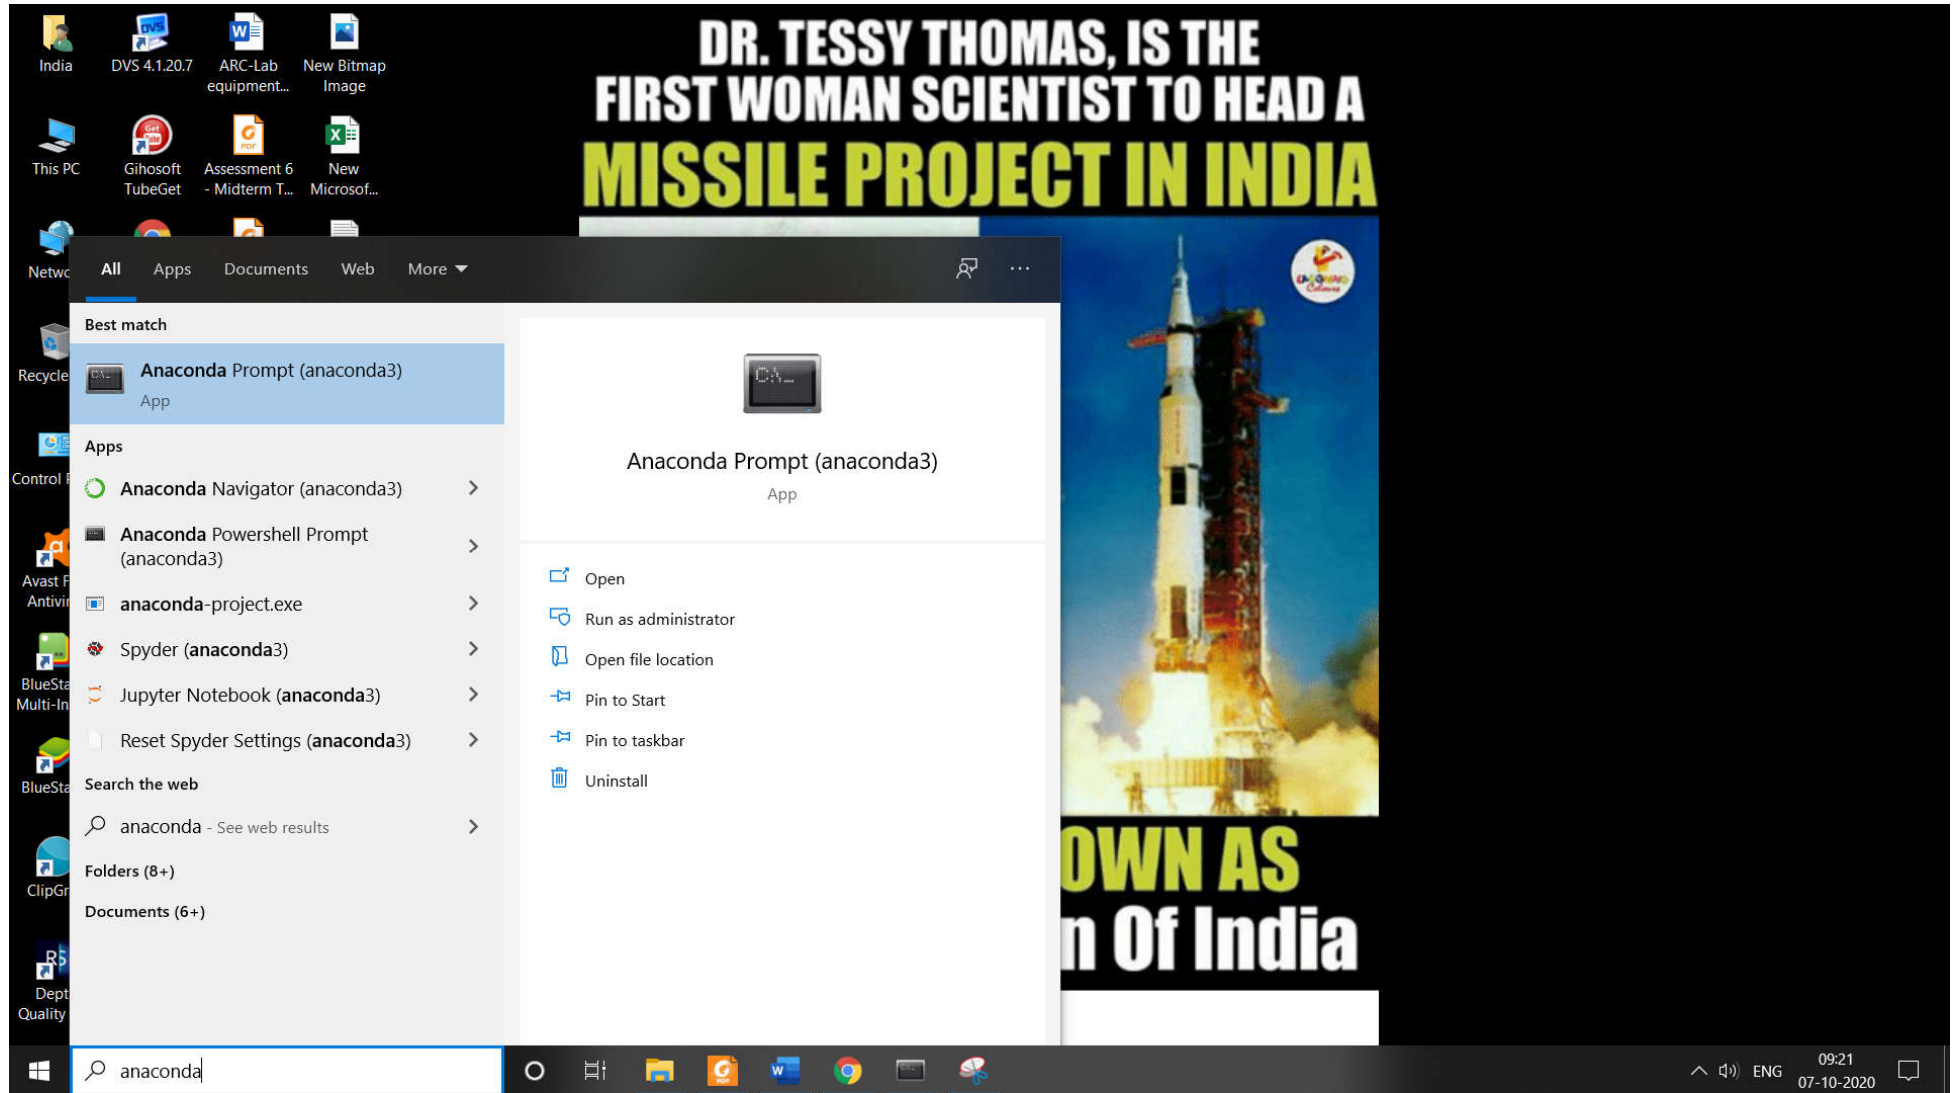 India
DVS 4.1.20.7
ARC-Lab
equipment...
New Bitmap
Image
This PC
Gihosoft
TubeGet
Assessment 6
- Midterm T...
New
Microsof...
DR. TESSY THOMAS, IS THE
FIRST WOMAN SCIENTIST TO HEAD A
MISSILE PROJECT IN INDIA
Netwo
Recycle
Control
Avast F
Antivir
BlueSta
Multi-In
BlueSta
ClipGr
Dept
Quality
All Apps Documents Web More
Best match
Anaconda Prompt (anaconda3)
App
Apps
Anaconda Navigator (anaconda3)
Anaconda Powershell Prompt
(anaconda3)
anaconda-project.exe
Spyder (anaconda3)
Jupyter Notebook (anaconda3)
Reset Spyder Settings (anaconda3)
Search the web
anaconda - See web results
Folders (8+)
Documents (6+)
Anaconda Prompt (anaconda3)
App
Open
Run as administrator
Open file location
Pin to Start
Pin to taskbar
Uninstall
OWN AS
n Of India
anaconda
ENG
09:21
07-10-2020